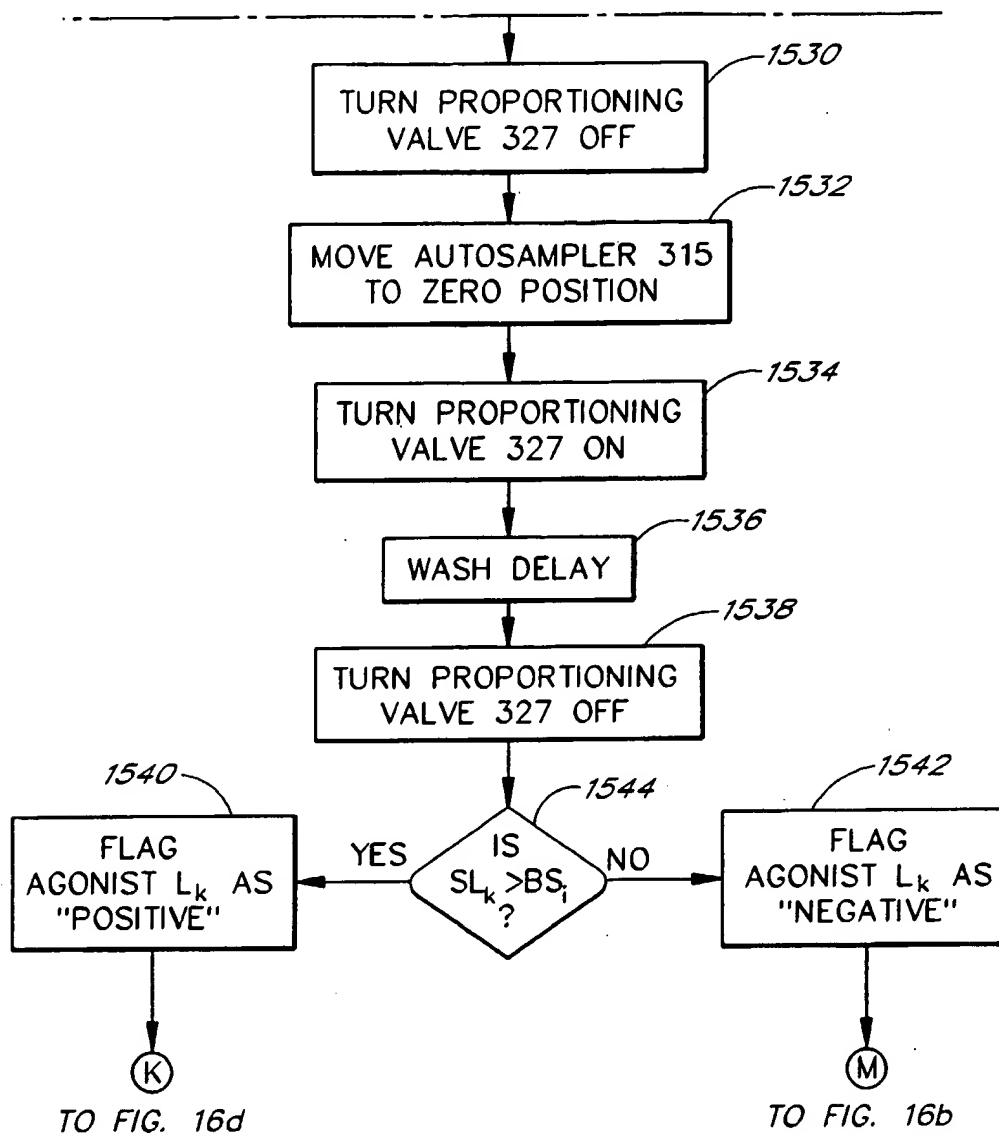 1530
TURN PROPORTIONING
VALVE 327 OFF
1532
MOVE AUTOSAMPLER 315
TO ZERO POSITION
1534
TURN PROPORTIONING
VALVE 327 ON
1536
WASH DELAY
1538
TURN PROPORTIONING
VALVE 327 OFF
1540
FLAG
AGONIST Lk AS
"POSITIVE"
YES
1544
IS
SLk >BSi
?
NO
1542
FLAG
AGONIST Lk AS
"NEGATIVE"
K
TO FIG. 16d
M
TO FIG. 16b